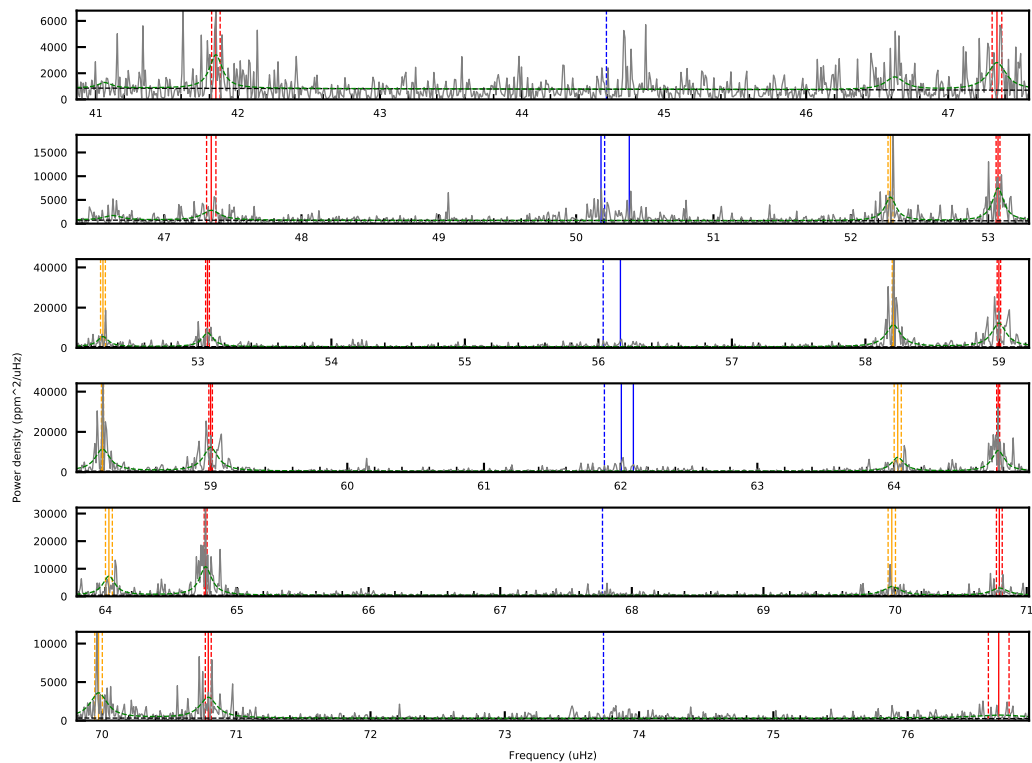 6000
4000
2000
0
41 42 43 44 45 46 47
15000
10000
5000
0
47 48 49 50 51 52 53
40000
20000
0
53 54 55 56 57 58 59
40000
20000
0
59 60 61 62 63 64
30000
20000
10000
0
64 65 66 67 68 69 70 71
10000
5000
0
70 71 72 73 74 75 76
Power density (ppm^2/uHz)
Frequency (uHz)